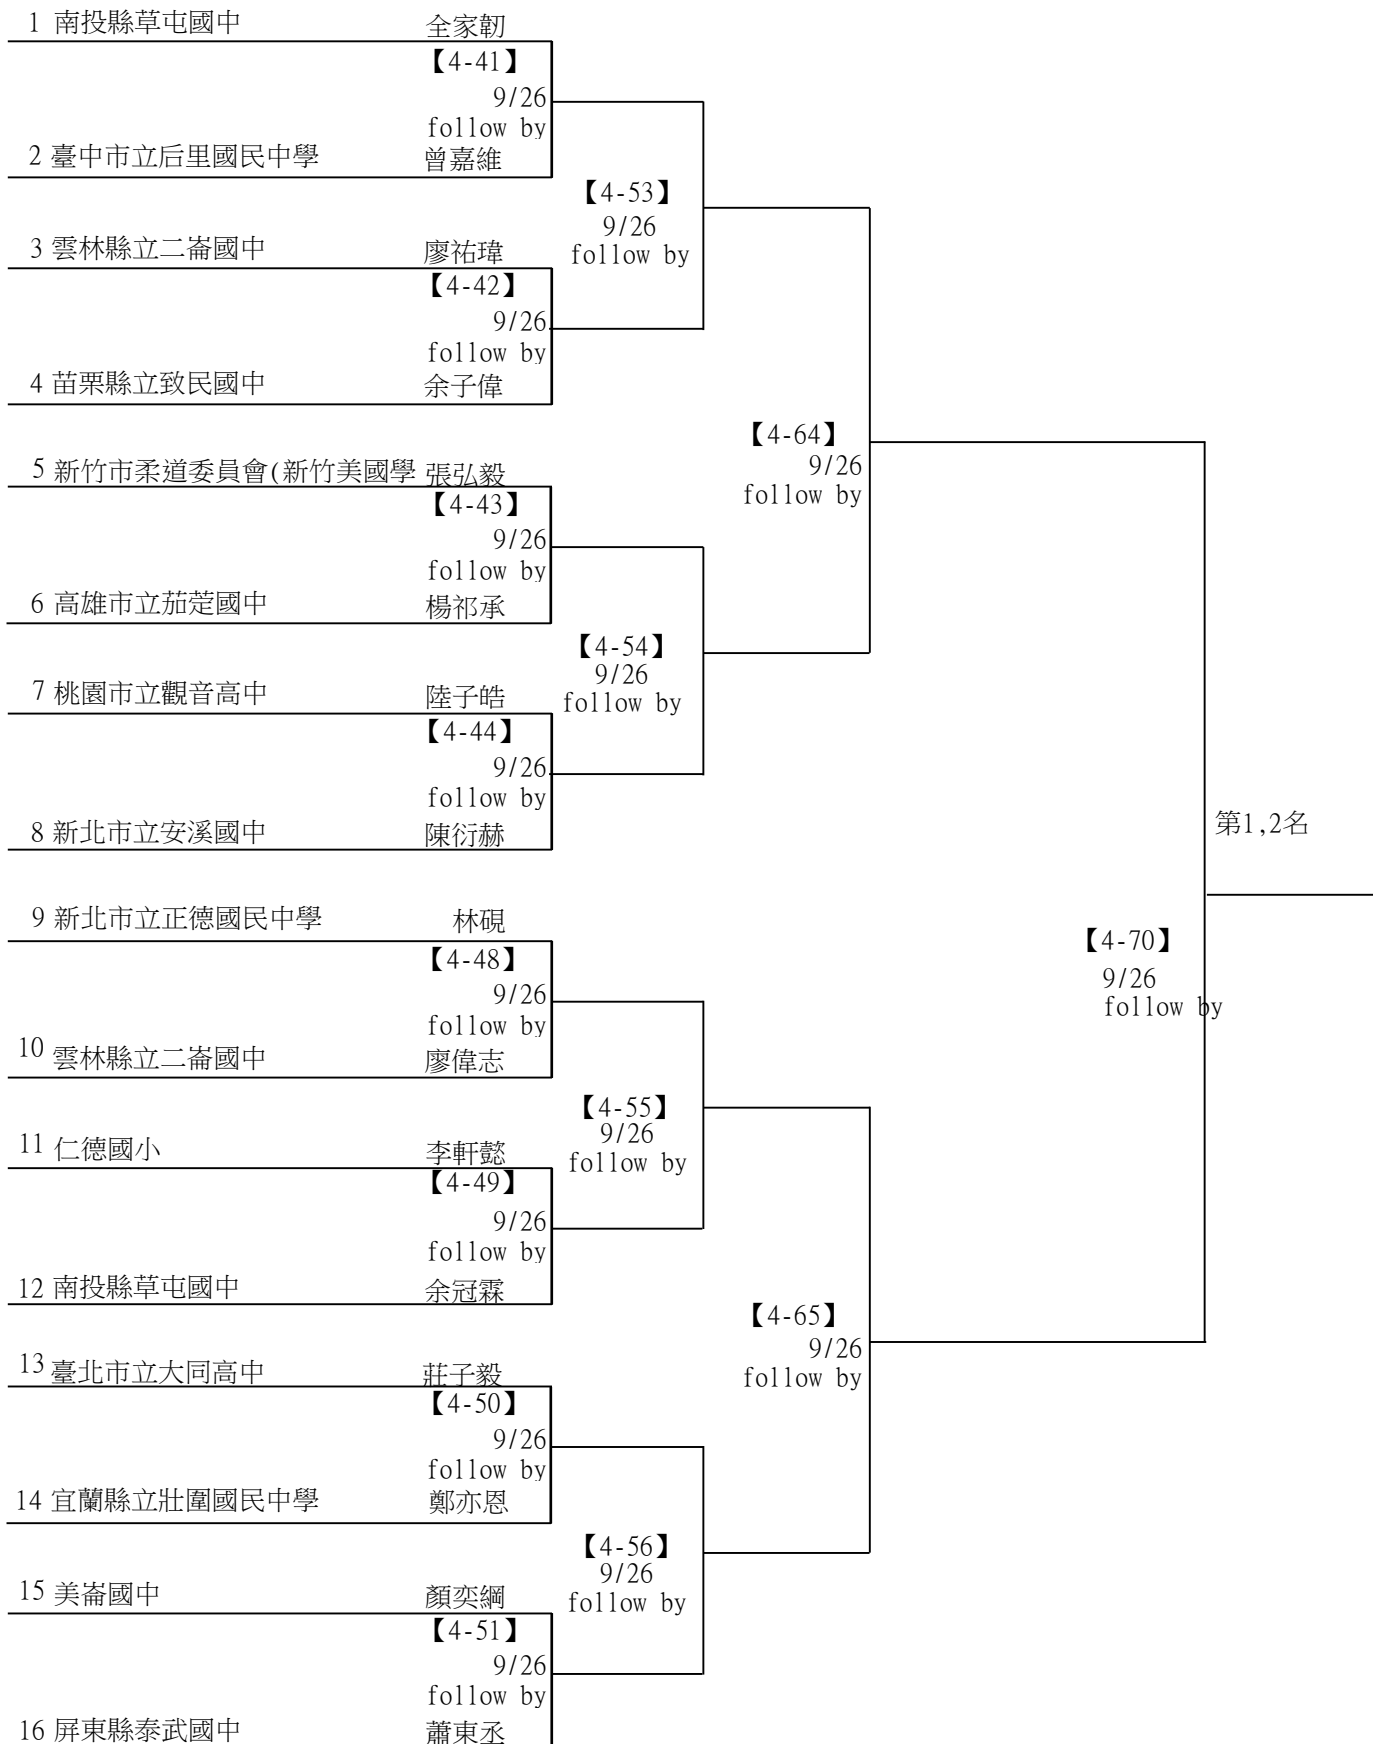 1 南投縣草屯國中 全家韌
【4-41】
9/26
follow by
2 臺中市立后里國民中學 曾嘉維
【4-53】
9/26
follow by
3 雲林縣立二崙國中 廖祐瑋
【4-42】
9/26
follow by
4 苗栗縣立致民國中 余子偉
【4-64】
9/26
follow by
5 新竹市柔道委員會(新竹美國學 張弘毅
【4-43】
9/26
follow by
6 高雄市立茄萣國中 楊祁承
【4-54】
9/26
follow by
7 桃園市立觀音高中 陸子皓
【4-44】
9/26
follow by
8 新北市立安溪國中 陳衍赫
第1,2名
9 新北市立正德國民中學 林硯
【4-48】
9/26
follow by
【4-70】
9/26
follow by
10 雲林縣立二崙國中 廖偉志
【4-55】
9/26
follow by
11 仁德國小 李軒懿
【4-49】
9/26
follow by
12 南投縣草屯國中 余冠霖
【4-65】
9/26
follow by
13 臺北市立大同高中 莊子毅
【4-50】
9/26
follow by
14 宜蘭縣立壯圍國民中學 鄭亦恩
【4-56】
9/26
follow by
15 美崙國中 顏奕綱
【4-51】
9/26
follow by
16 屏東縣泰武國中 蕭東丞